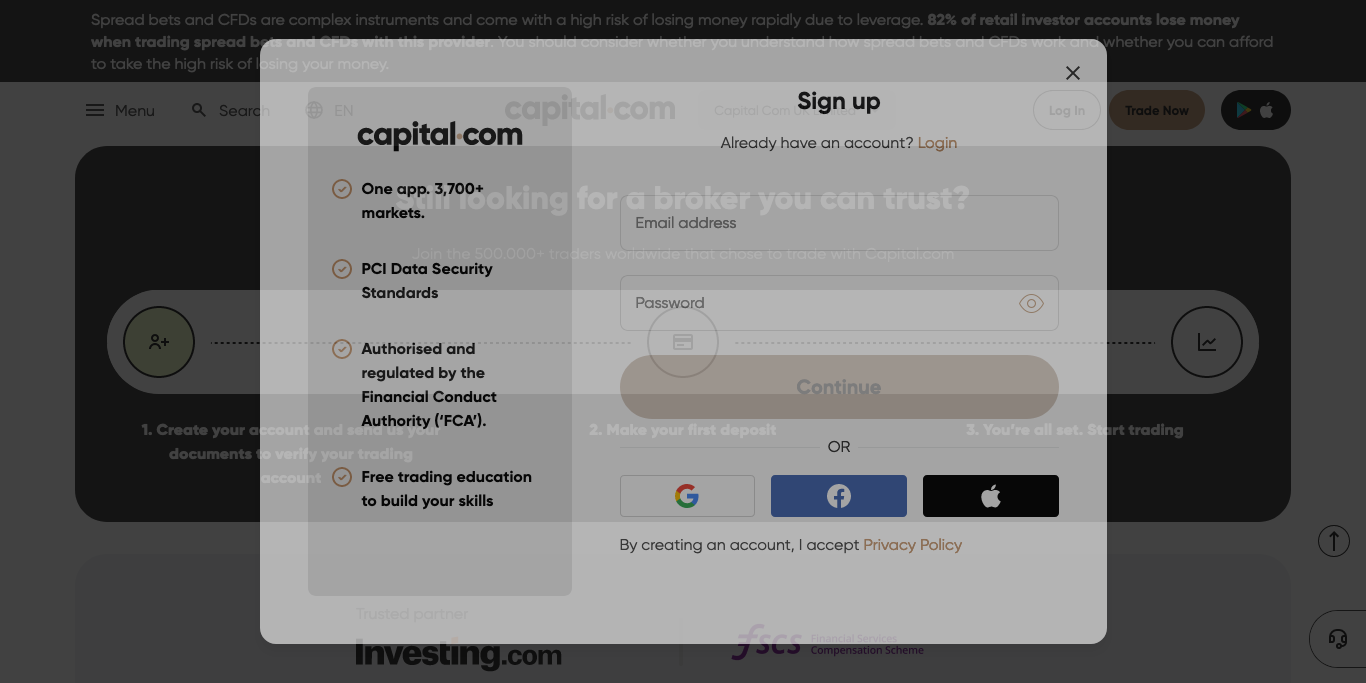 Spread bets and CFDs are complex instruments and come with a high risk of losing money rapidly due to leverage. 82% of retail investor accounts lose money
when trading spread bets and CFDs with this provider. You should consider whether you understand how spread bets and CFDs work and whether you can afford
to take the high risk of losing your money.
Menu
Search
EN
capital.com
Capital Com UK Limited
Log In
Trade Now
Still looking for a broker you can trust?
Join the 500.000+ traders worldwide that chose to trade with Capital.com
1. Create your account and send us your
documents to verify your trading
account
2. Make your first deposit
3. You’re all set. Start trading
Trusted partner
Investing.com
fscs
Financial Services
Compensation Scheme
capital.com
One app. 3,700+
markets.
PCI Data Security
Standards
Authorised and
regulated by the
Financial Conduct
Authority (‘FCA’).
Free trading education
to build your skills
Sign up
Already have an account? Login
Email address
Password
Continue
OR
By creating an account, I accept Privacy Policy